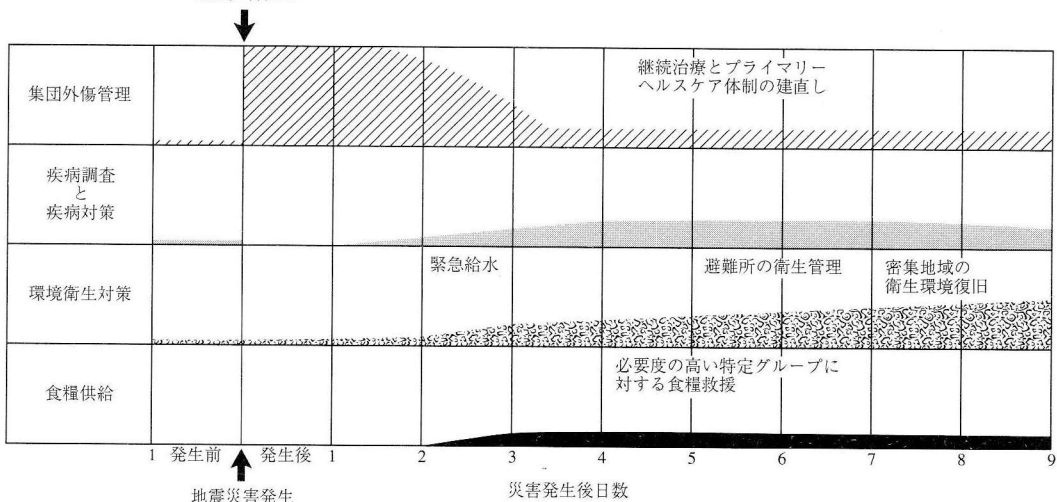 集団外傷管理
継続治療とプライマリー
ヘルスケア体制の建直し
疾病調査
と
疾病対策
環境衛生対策
緊急給水
避難所の衛生管理
密集地域の
衛生環境復旧
食糧供給
必要度の高い特定グループに
対する食糧救援
1 発生前 発生後 1 2 3 4 5 6 7 8 9
地震災害発生
災害発生後日数